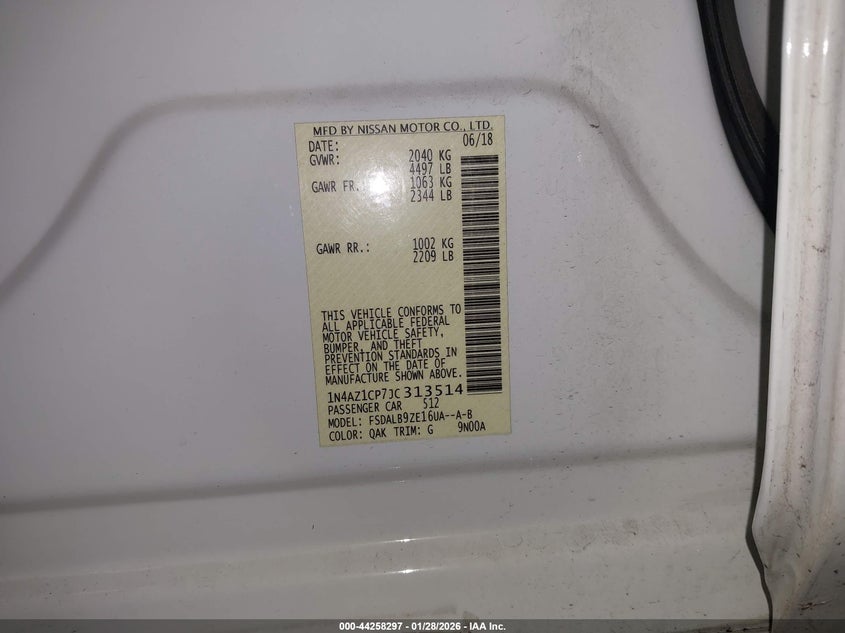 MFD BY NISSAN MOTOR CO., LTD.
DATE: 06/18
GVWR: 2040 KG
4497 LB
GAWR FR. 1063 KG
2344 LB
GAWR RR.: 1002 KG
2209 LB
THIS VEHICLE CONFORMS TO
ALL APPLICABLE FEDERAL
MOTOR VEHICLE SAFETY,
BUMPER, AND THEFT
PREVENTION STANDARDS IN
EFFECT ON THE DATE OF
MANUFACTURE SHOWN ABOVE.
1N4AZ1CP7JC313514
PASSENGER CAR 512
MODEL: FSDALB9ZE16UA--A-B
COLOR: QAK TRIM: G 9N00A
000-44258297 - 01/28/2026 - IAA Inc.